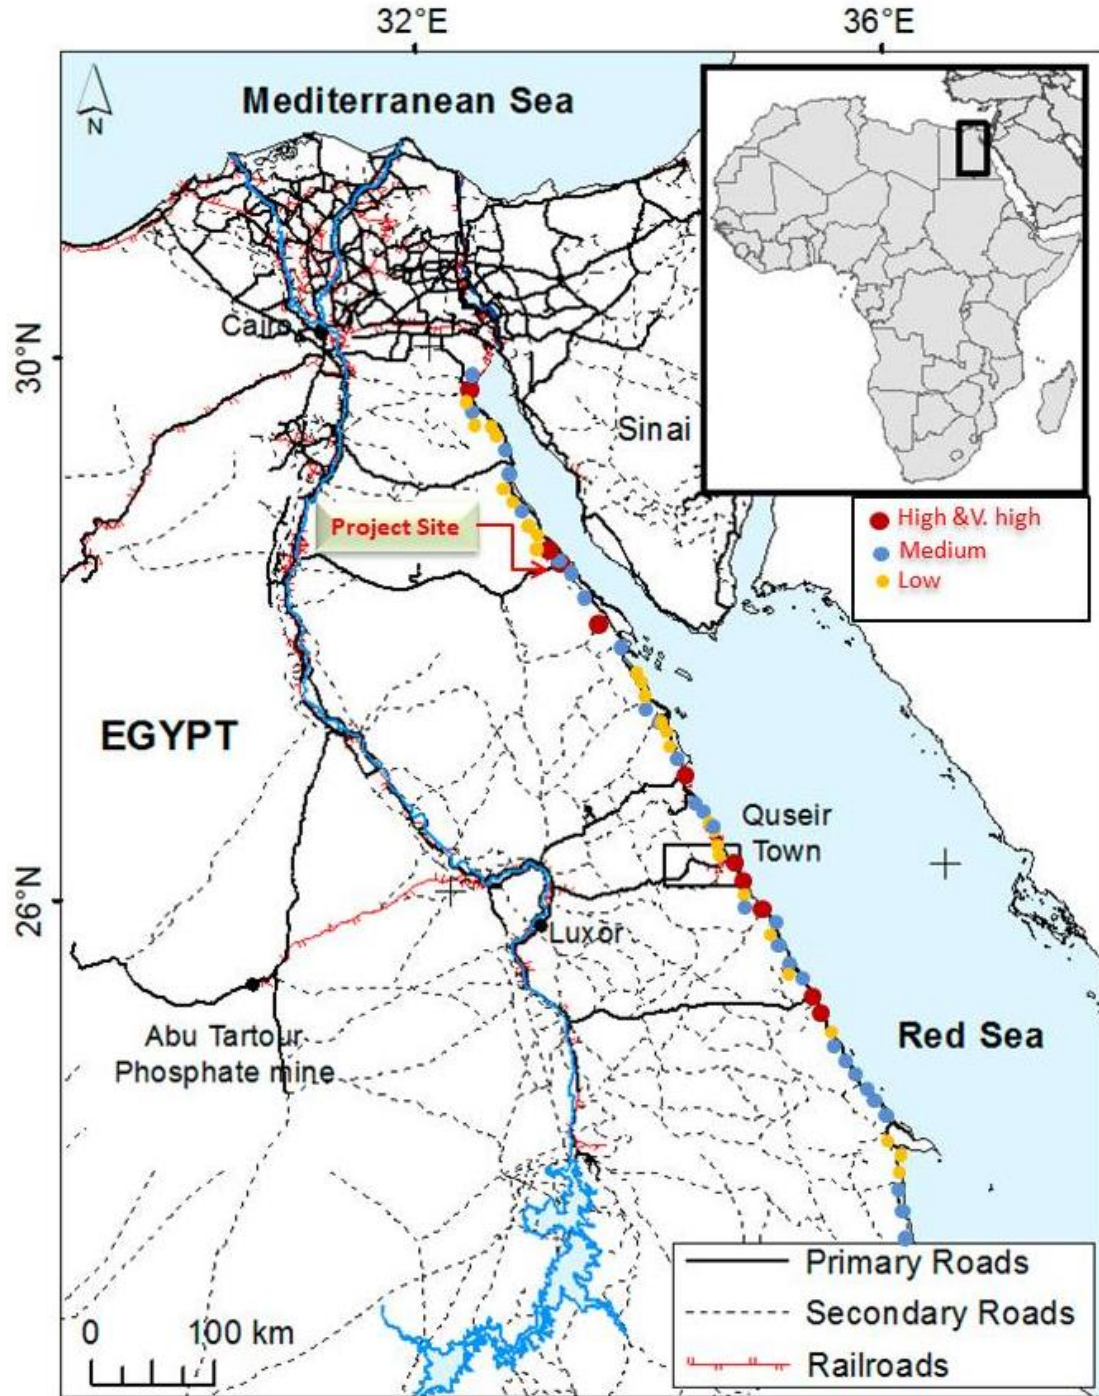 32°E
36°E
N
Mediterranean Sea
30°N
Cairo
Sinai
High &V. high
Medium
Low
Project Site
EGYPT
Quseir
Town
26°N
Luxor
Abu Tartour
Phosphate mine
Red Sea
Primary Roads
Secondary Roads
Railroads
0 100 km